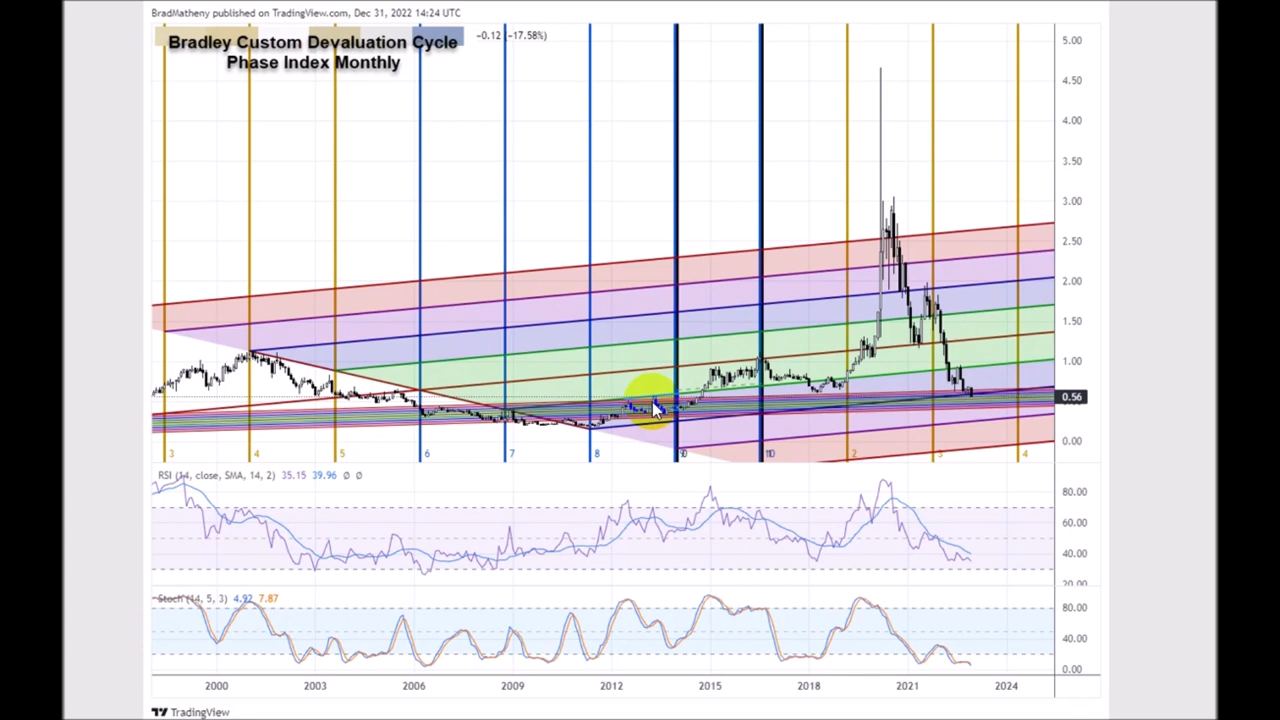 BradMatheny published on TradingView.com, Dec 31, 2022 14:24 UTC
Bradley Custom Devaluation Cycle
Phase Index Monthly
−0.12 (−17.58%)
5.00
4.50
4.00
3.50
3.00
2.50
2.00
1.50
1.00
0.56
0.00
3 4 5 6 7 8 10 2 3 4
RSI (14, close, SMA, 14, 2) 35.15 39.96 Ø Ø
80.00
60.00
40.00
20.00
Stoch (14, 5, 3) 4.92 7.87
80.00
40.00
0.00
2000 2003 2006 2009 2012 2015 2018 2021 2024
TradingView